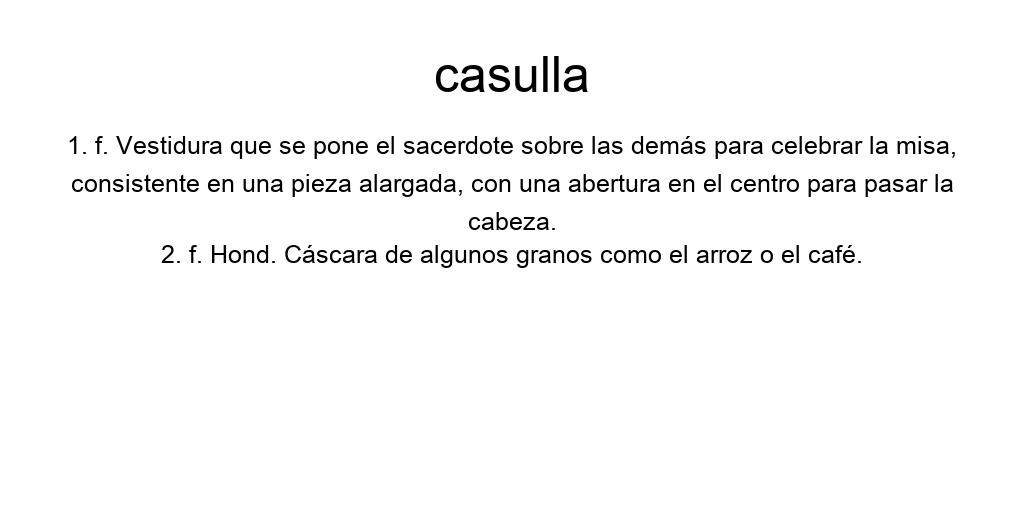 casulla
1. f. Vestidura que se pone el sacerdote sobre las demás para celebrar la misa,
consistente en una pieza alargada, con una abertura en el centro para pasar la
cabeza.
2. f. Hond. Cáscara de algunos granos como el arroz o el café.